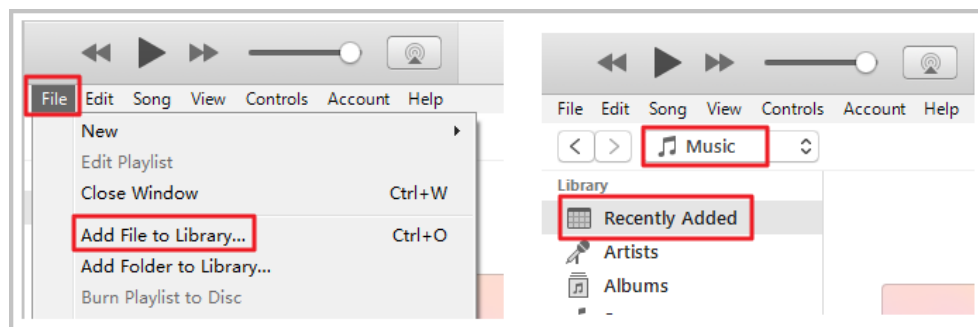 File Edit Song View Controls Account Help
New
Edit Playlist
Close Window Ctrl+W
Add File to Library... Ctrl+O
Add Folder to Library...
Burn Playlist to Disc
File Edit Song View Controls Account Help
Music
Library
Recently Added
Artists
Albums